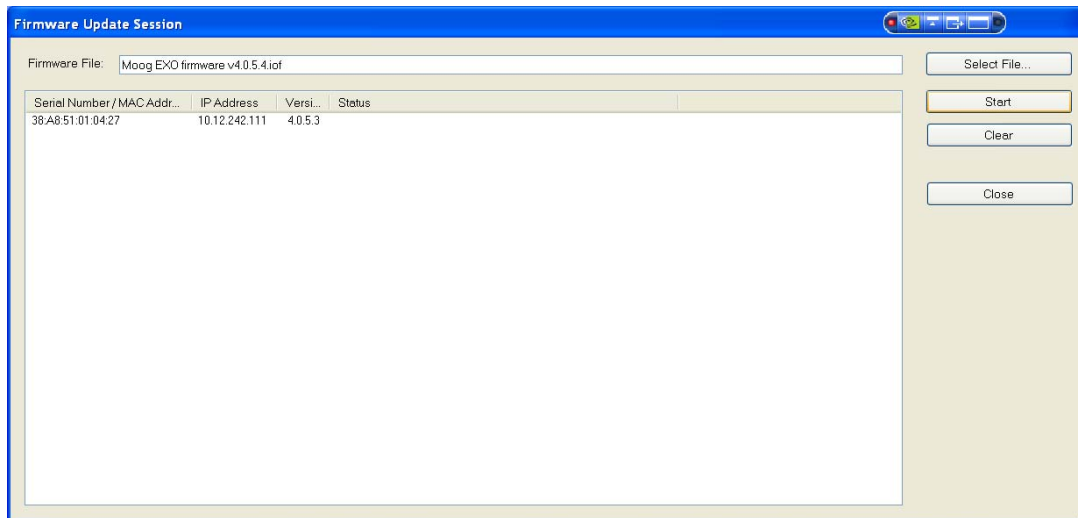 Firmware Update Session
Firmware File: Moog EXO firmware v4.0.5.4.iof Select File...
Serial Number / MAC Addr... IP Address Versi... Status Start
38:A8:51:01:04:27 10.12.242.111 4.0.5.3
Clear
Close